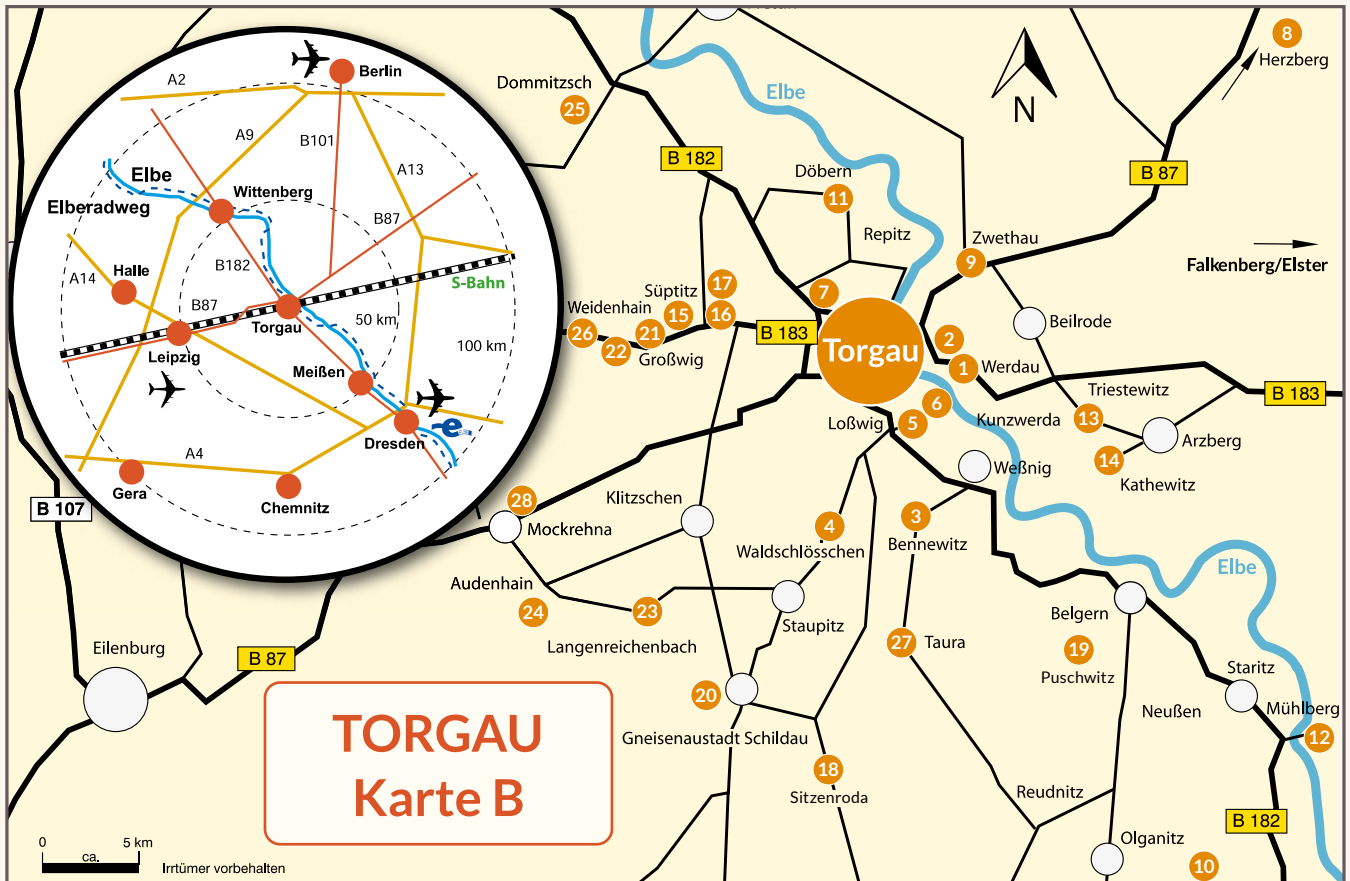 8
Herzberg
Dommitzsch
25
Elbe
N
B 182
B 87
Döbern
11
Repitz
Zwethau
9
Falkenberg/Elster
Berlin
A2
A9
B101
A13
Elbe
Wittenberg
Elberadweg
B87
A14
Halle
B182
S-Bahn
B87
Torgau
50 km
100 km
Leipzig
Meißen
Dresden
A4
Gera
Chemnitz
17
Süptitz
7
Weidenhain
15
16
26
21
22
Großwig
B 183
Torgau
2
1
Werdau
Beilrode
Triestewitz
B 183
6
Loßwig
5
Kunzwerda
13
Arzberg
14
Kathewitz
Weßnig
B 107
28
Mockrehna
Klitzschen
4
Waldschlösschen
3
Bennewitz
Elbe
Audenhain
24
23
Langenreichenbach
Staupitz
Belgern
27
Taura
19
Puschwitz
Eilenburg
B 87
Staritz
20
Neußen
Mühlberg
12
Gneisenaustadt Schildau
18
Sitzenroda
TORGAU
Karte B
Reudnitz
B 182
Olganitz
10
0
5 km
ca.
Irrtümer vorbehalten